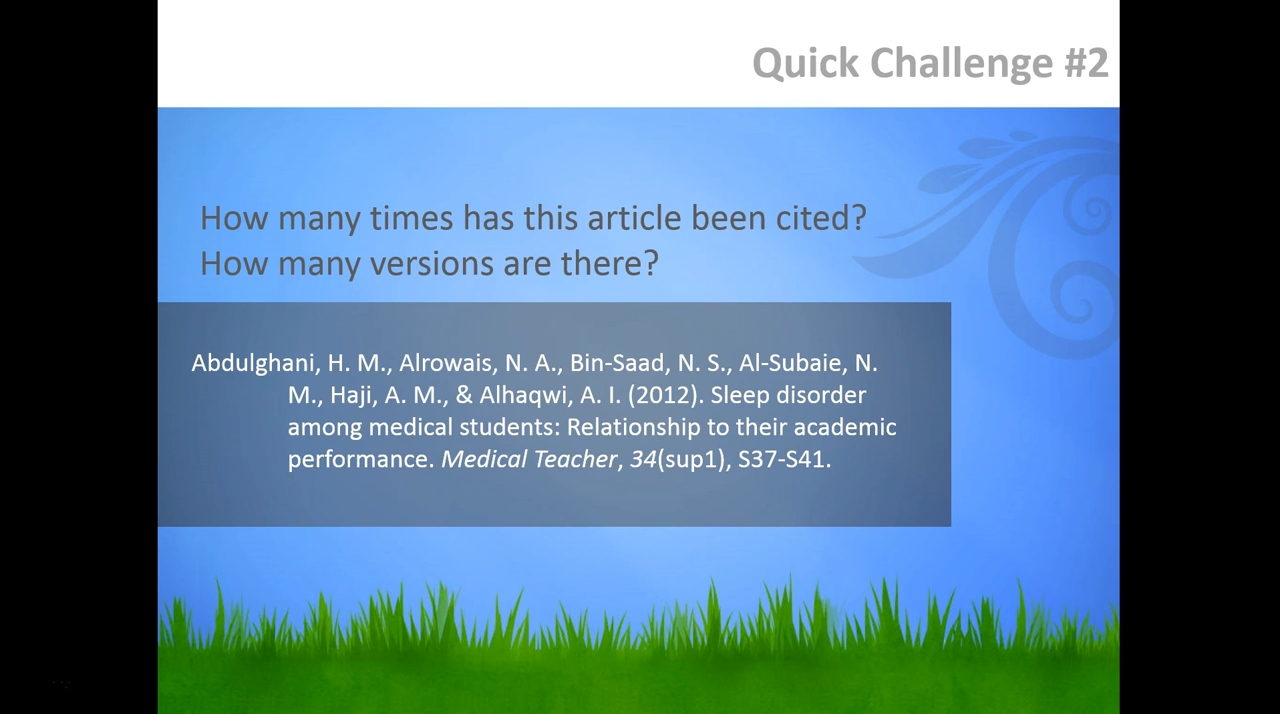 Quick Challenge #2
How many times has this article been cited?
How many versions are there?
Abdulghani, H. M., Alrowais, N. A., Bin-Saad, N. S., Al-Subaie, N.
M., Haji, A. M., & Alhaqwi, A. I. (2012). Sleep disorder
among medical students: Relationship to their academic
performance. Medical Teacher, 34(sup1), S37-S41.